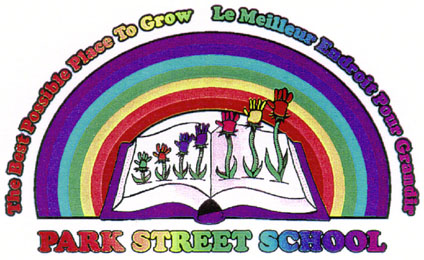 The Best Possible Place To Grow
Le Meilleur Endroit Pour Grandir
PARK STREET SCHOOL